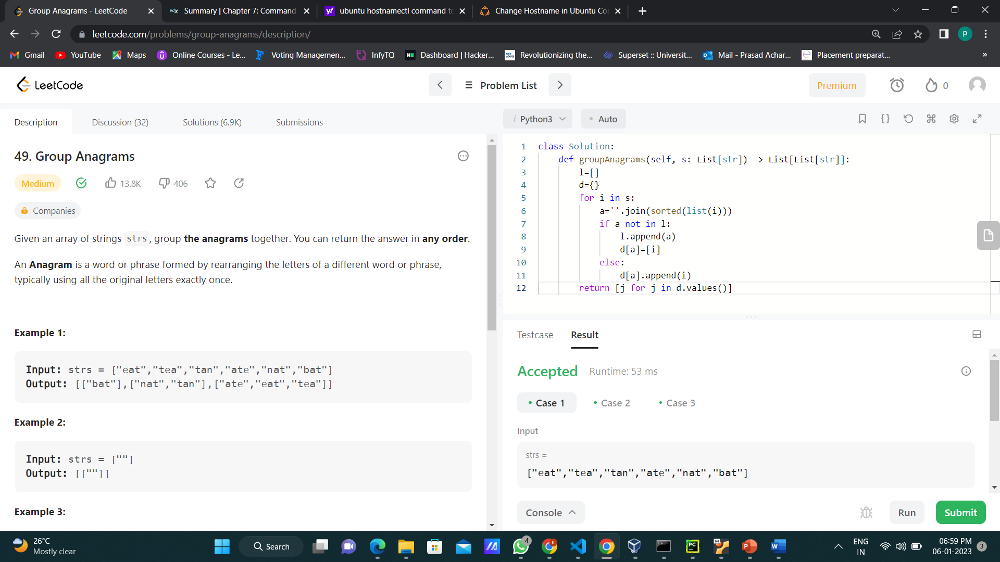 Group Anagrams - LeetCode
edX Summary | Chapter 7: Command
ubuntu hostnamectl command to
Change Hostname in Ubuntu Co
leetcode.com/problems/group-anagrams/description/
P
Gmail YouTube Maps Online Courses - Le... Voting Managemen... InfyTQ Dashboard | Hacker... Revolutionizing the... Superset :: Universit... Mail - Prasad Achar... Placement preparat... »
LeetCode
Problem List
Premium
0
Description Discussion (32) Solutions (6.9K) Submissions
49. Group Anagrams
Medium 13.8K 406
Companies
Given an array of strings strs, group the anagrams together. You can return the answer in any order.
An Anagram is a word or phrase formed by rearranging the letters of a different word or phrase,
typically using all the original letters exactly once.
Example 1:
Input: strs = ["eat","tea","tan","ate","nat","bat"]
Output: [["bat"],["nat","tan"],["ate","eat","tea"]]
Example 2:
Input: strs = [""]
Output: [[""]]
Example 3:
i Python3 • Auto
1 class Solution:
2 def groupAnagrams(self, s: List[str]) -> List[List[str]]:
3 l=[]
4 d={}
5 for i in s:
6 a=''.join(sorted(list(i)))
7 if a not in l:
8 l.append(a)
9 d[a]=[i]
10 else:
11 d[a].append(i)
12 return [j for j in d.values()]
Testcase Result
Accepted Runtime: 53 ms
• Case 1 • Case 2 • Case 3
Input
strs =
["eat","tea","tan","ate","nat","bat"]
Console Run Submit
26°C
Mostly clear
Search
4
K
PC
64
P
W
ENG
IN
06:59 PM
06-01-2023
3